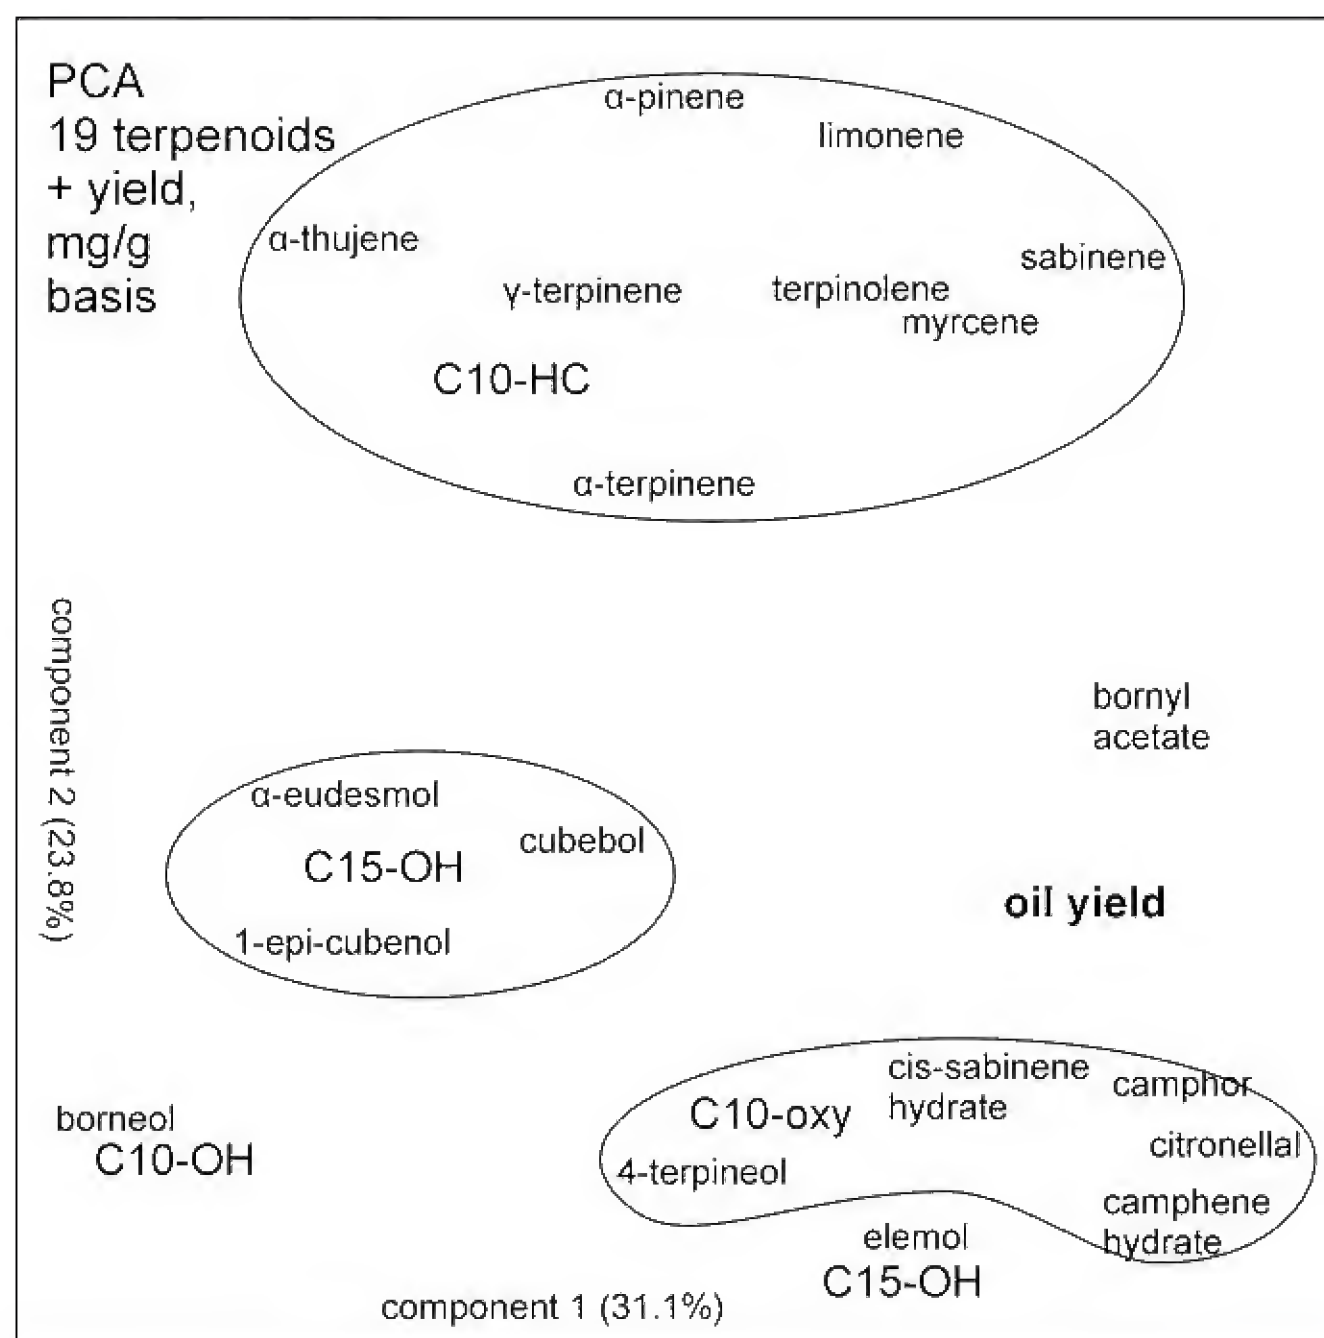 PCA
19 terpenoids
+ yield,
mg/g
basis
α-pinene
limonene
α-thujene
sabinene
γ-terpinene
terpinolene
myrcene
C10-HC
α-terpinene
component 2 (23.8%)
bornyl
acetate
α-eudesmol
cubebol
C15-OH
oil yield
1-epi-cubenol
cis-sabinene
hydrate
camphor
C10-oxy
borneol
C10-OH
citronellal
4-terpineol
camphene
hydrate
elemol
C15-OH
component 1 (31.1%)